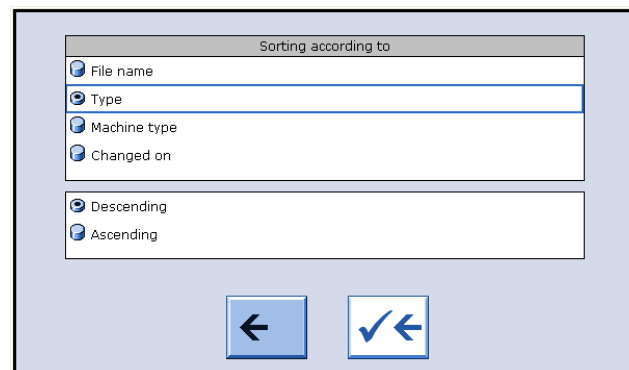 Sorting according to
File name
Type
Machine type
Changed on
Descending
Ascending